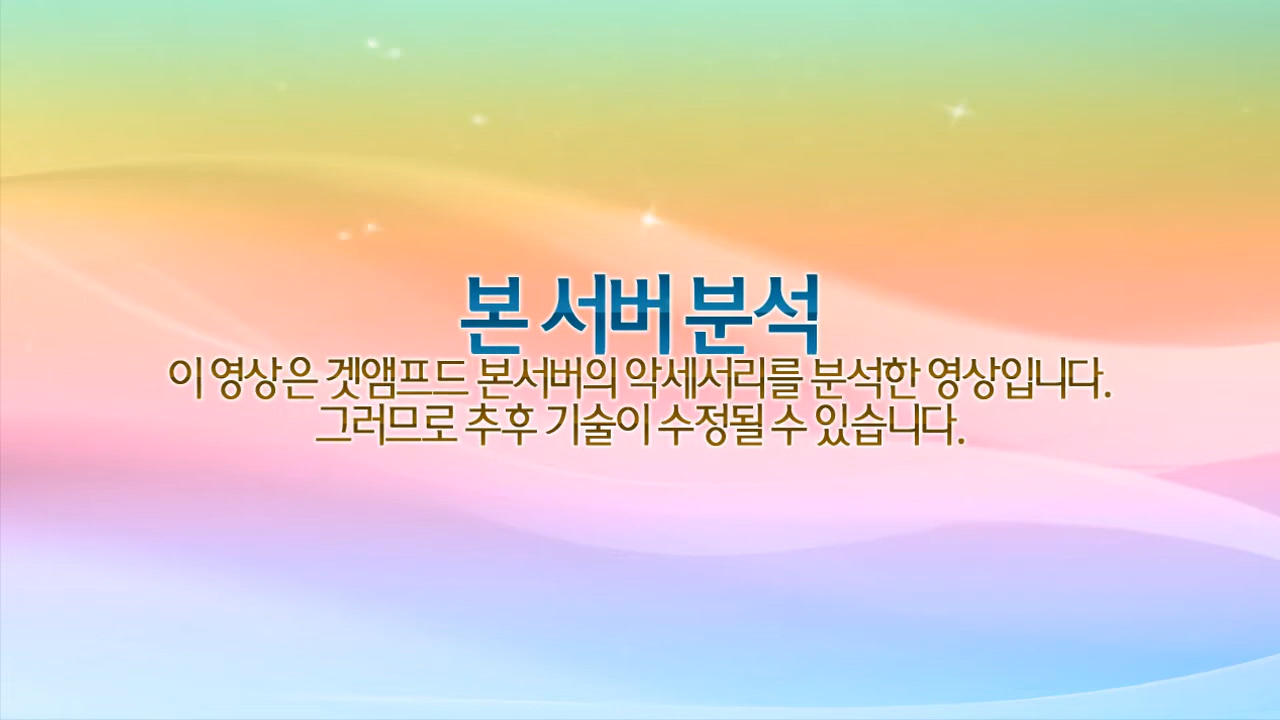 본 서버 분석
이 영상은 겟앰프드 본서버의 악세서리를 분석한 영상입니다.
그러므로 추후 기술이 수정될 수 있습니다.